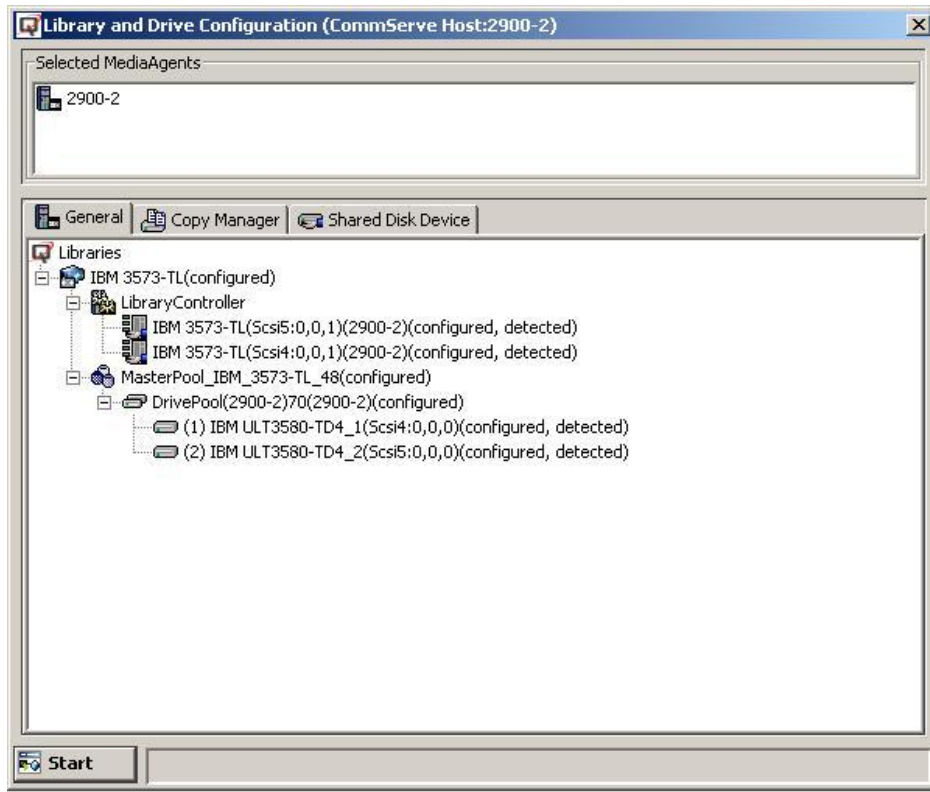 Library and Drive Configuration (CommServe Host:2900-2)
Selected MediaAgents
2900-2
General Copy Manager Shared Disk Device
Libraries
IBM 3573-TL(configured)
LibraryController
IBM 3573-TL(Scsi5:0,0,1)(2900-2)(configured, detected)
IBM 3573-TL(Scsi4:0,0,1)(2900-2)(configured, detected)
MasterPool_IBM_3573-TL_48(configured)
DrivePool(2900-2)70(2900-2)(configured)
(1) IBM ULT3580-TD4_1(Scsi4:0,0,0)(configured, detected)
(2) IBM ULT3580-TD4_2(Scsi5:0,0,0)(configured, detected)
Start